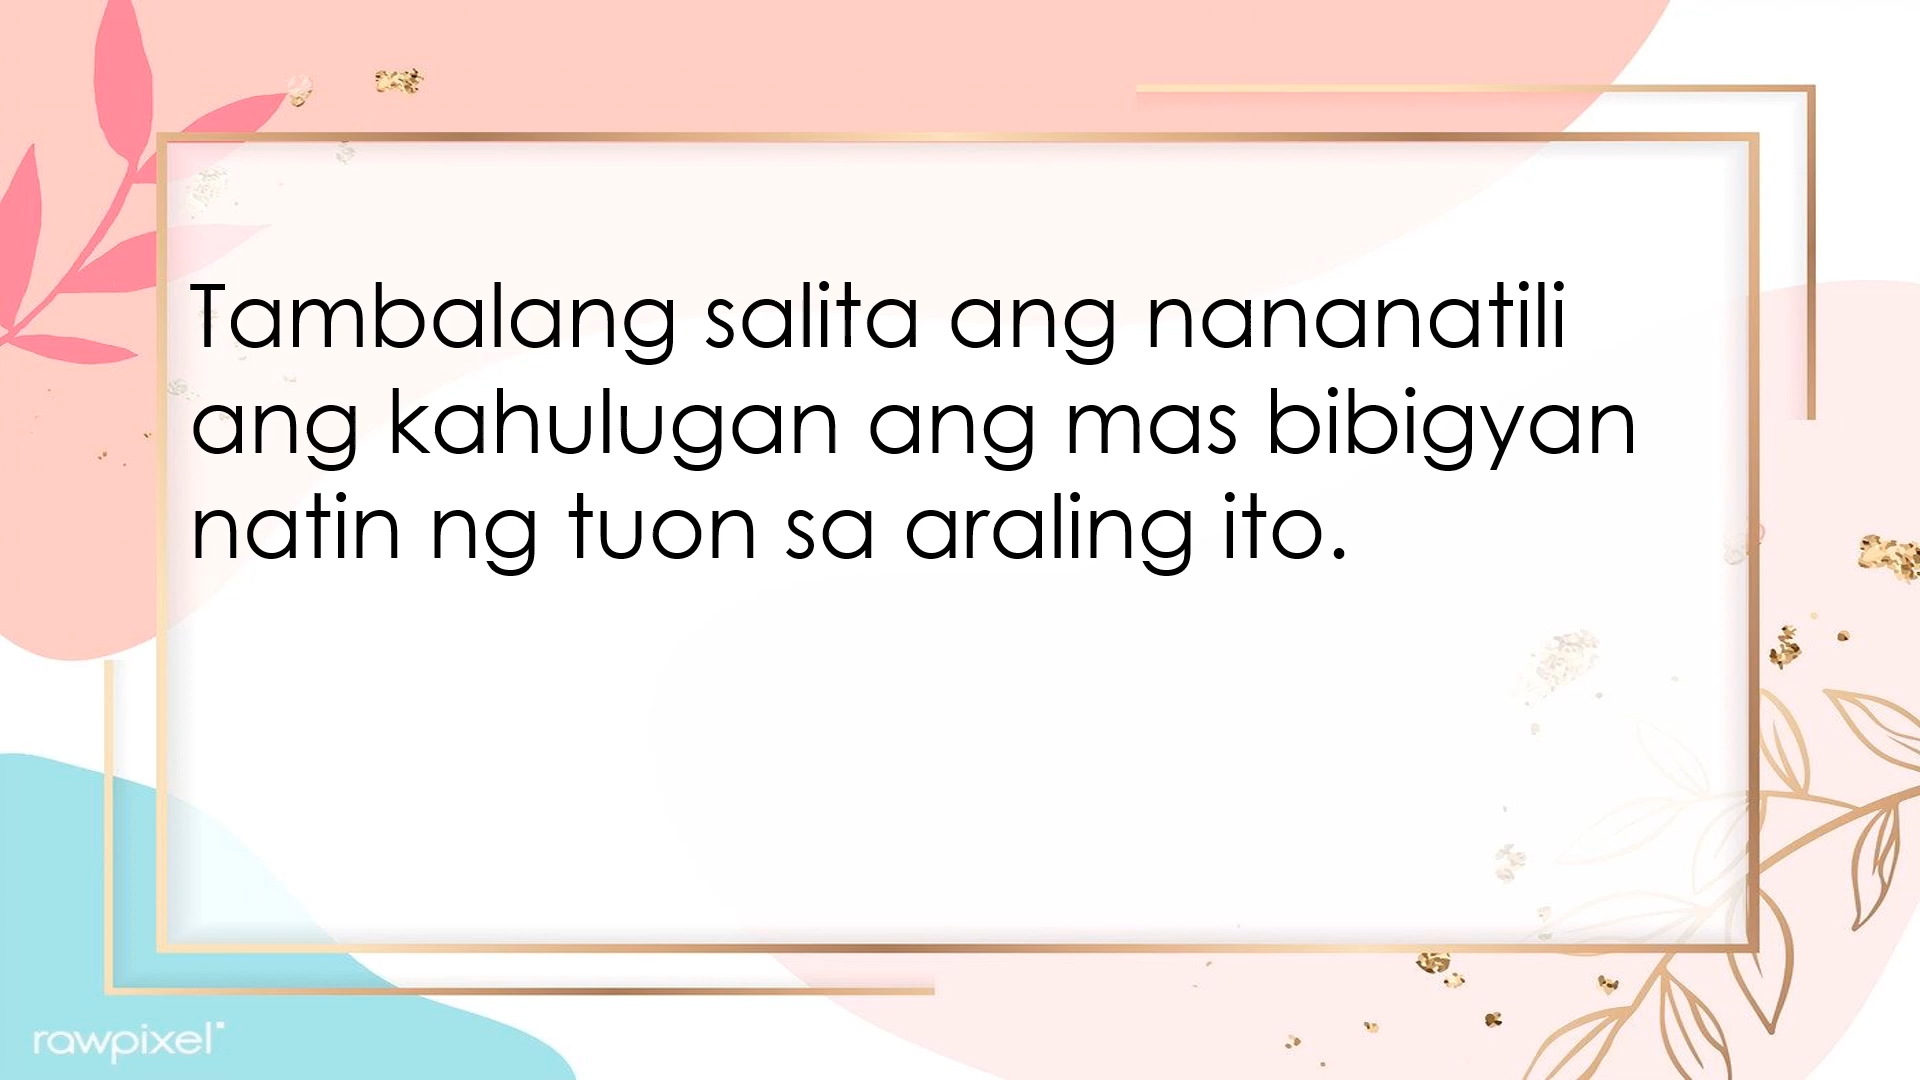 Tambalang salita ang nananatili
ang kahulugan ang mas bibigyan
natin ng tuon sa araling ito.
rawpixel